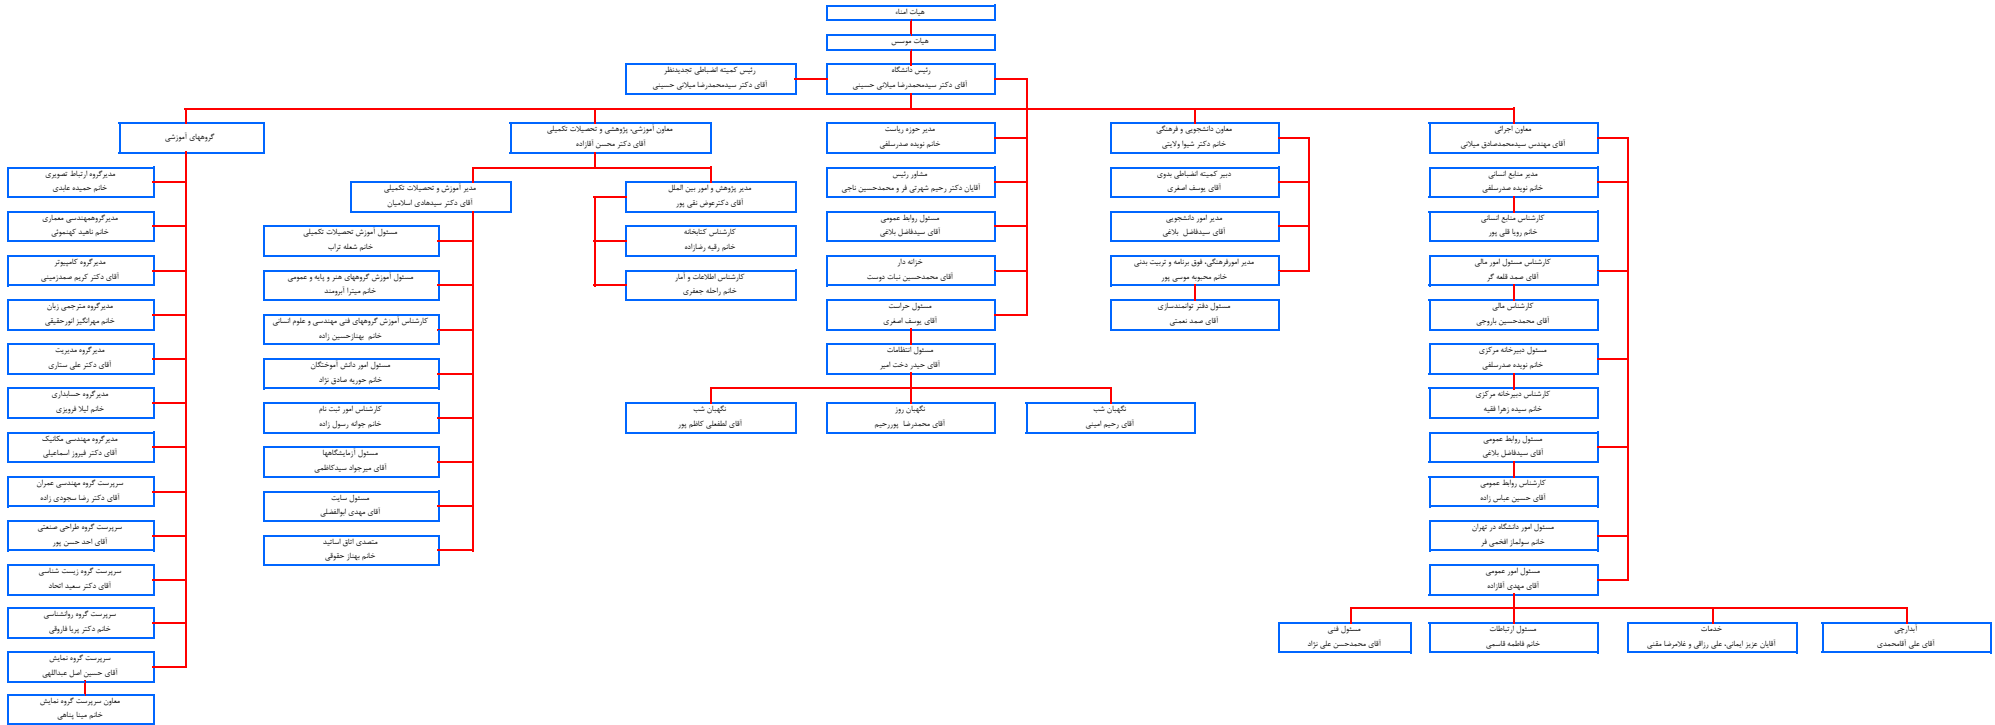 هیات امناء
هیات موسس
رئیس دانشگاه
آقای دکتر سیدمحمدرضا میلانی حسینی
رئیس کمیته انضباطی تجدیدنظر
آقای دکتر سیدمحمدرضا میلانی حسینی
معاون اجرائی
آقای مهندس سیدمحمدصادق میلانی
مدیر منابع انسانی
خانم نویده صدرسلفی
کارشناس منابع انسانی
خانم رویا قلی پور
کارشناس مسئول امور مالی
آقای صمد قلعه گر
کارشناس مالی
آقای محمدحسین باروجی
مسئول دبیرخانه مرکزی
خانم نویده صدرسلفی
کارشناس دبیرخانه مرکزی
خانم سیده زهرا فقیه
مسئول روابط عمومی
آقای سیدفاضل بلاغی
کارشناس روابط عمومی
آقای حسین عباس زاده
مسئول امور دانشگاه در تهران
خانم سولماز افخمی فر
مسئول امور عمومی
آقای مهدی آقازاده
آبدارچی
آقای علی آقامحمدی
خدمات
آقایان عزیز ایمانی، علی رزاقی و غلامرضا مفنی
مسئول ارتباطات
خانم فاطمه قاسمی
مسئول فنی
آقای محمدحسن علی نژاد
معاون دانشجویی و فرهنگی
خانم دکتر شیوا ولایتی
دبیر کمیته انضباطی بدوی
آقای یوسف اصغری
مدیر امور دانشجویی
آقای سیدفاضل بلاغی
مدیر امورفرهنگی، فوق برنامه و تربیت بدنی
خانم محبوبه موسی پور
مسئول دفتر توانمندسازی
آقای صمد نعمتی
مدیر حوزه ریاست
خانم نویده صدرسلفی
مشاور رئیس
آقایان دکتر رحیم شهرتی فر و محمدحسین ناجی
مسئول روابط عمومی
آقای سیدفاضل بلاغی
خزانه دار
آقای محمدحسین نبات دوست
مسئول حراست
آقای یوسف اصغری
مسئول انتظامات
آقای حیدر دخت امیر
نگهبان شب
آقای رحیم امینی
نگهبان روز
آقای محمدرضا پوررحیم
نگهبان شب
آقای لطفعلی کاظم پور
معاون آموزشی، پژوهشی و تحصیلات تکمیلی
آقای دکتر محسن آقازاده
مدیر پژوهش و امور بین الملل
آقای دکترعوض نقی پور
کارشناس کتابخانه
خانم رقیه رضازاده
کارشناس اطلاعات و آمار
خانم راحله جعفری
مدیر آموزش و تحصیلات تکمیلی
آقای دکتر سیدهادی اسلامیان
مسئول آموزش تحصیلات تکمیلی
خانم شعله تراب
مسئول آموزش گروههای هنر و پایه و عمومی
خانم میترا آبرومند
کارشناس آموزش گروههای فنی مهندسی و علوم انسانی
خانم بهنازحسین زاده
مسئول امور دانش آموختگان
خانم حوریه صادق نژاد
کارشناس امور ثبت نام
خانم جوانه رسول زاده
مسئول آزمایشگاهها
آقای میرجواد سیدکاظمی
مسئول سایت
آقای مهدی ابوالفضلی
متصدی اتاق اساتید
خانم بهناز حقوقی
گروههای آموزشی
مدیرگروه ارتباط تصویری
خانم حمیده عابدی
مدیرگروهمهندسی معماری
خانم ناهید کهنموئی
مدیرگروه کامپیوتر
آقای دکتر کریم صمدزمینی
مدیرگروه مترجمی زبان
خانم مهرانگیز انورحقیقی
مدیرگروه مدیریت
آقای دکتر علی ستاری
مدیرگروه حسابداری
خانم لیلا قرویزی
مدیرگروه مهندسی مکانیک
آقای دکتر فیروز اسماعیلی
سرپرست گروه مهندسی عمران
آقای دکتر رضا سجودی زاده
سرپرست گروه طراحی صنعتی
آقای احد حسن پور
سرپرست گروه زیست شناسی
آقای دکتر سعید اتحاد
سرپرست گروه روانشناسی
خانم دکتر پریا فاروقی
سرپرست گروه نمایش
آقای حسین اصل عبداللهی
معاون سرپرست گروه نمایش
خانم مینا پناهی